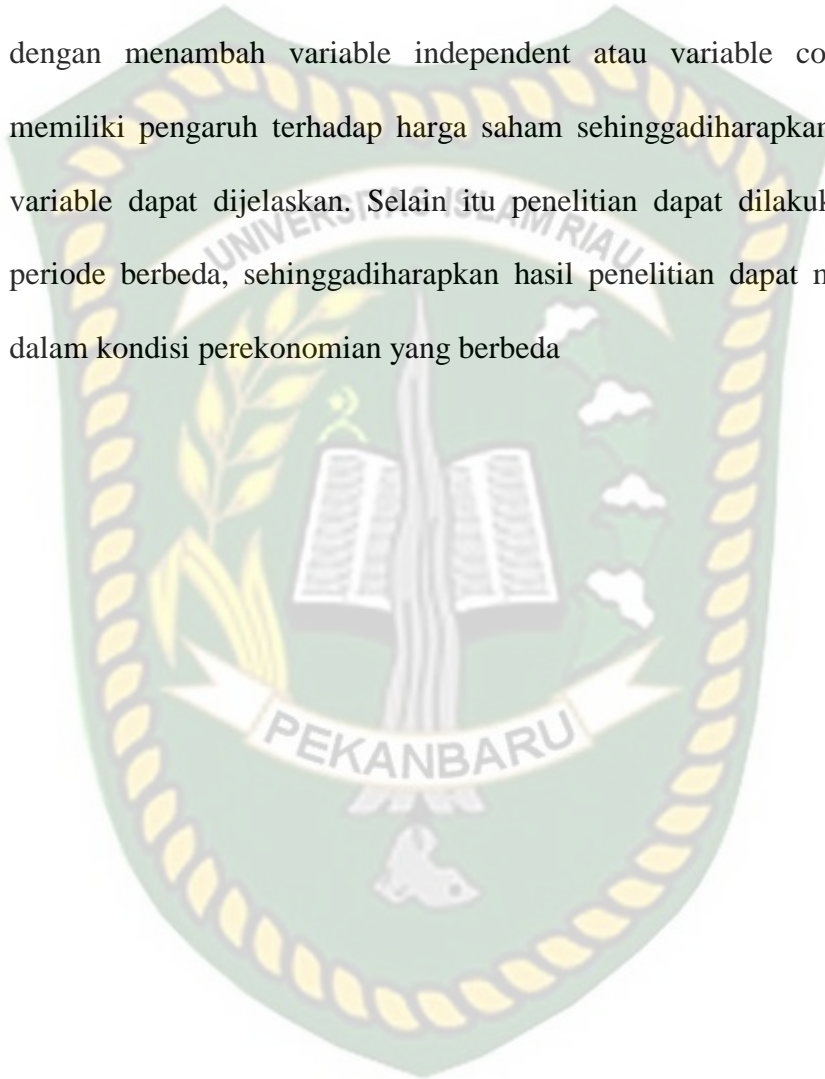 dengan menambah variable independent atau variable co
memiliki pengaruh terhadap harga saham sehinggadiharapkan
variable dapat dijelaskan. Selain itu penelitian dapat dilakuk
periode berbeda, sehinggadiharapkan hasil penelitian dapat m
dalam kondisi perekonomian yang berbeda
UNIVERSITAS ISLAM RIAU
PEKANBARU